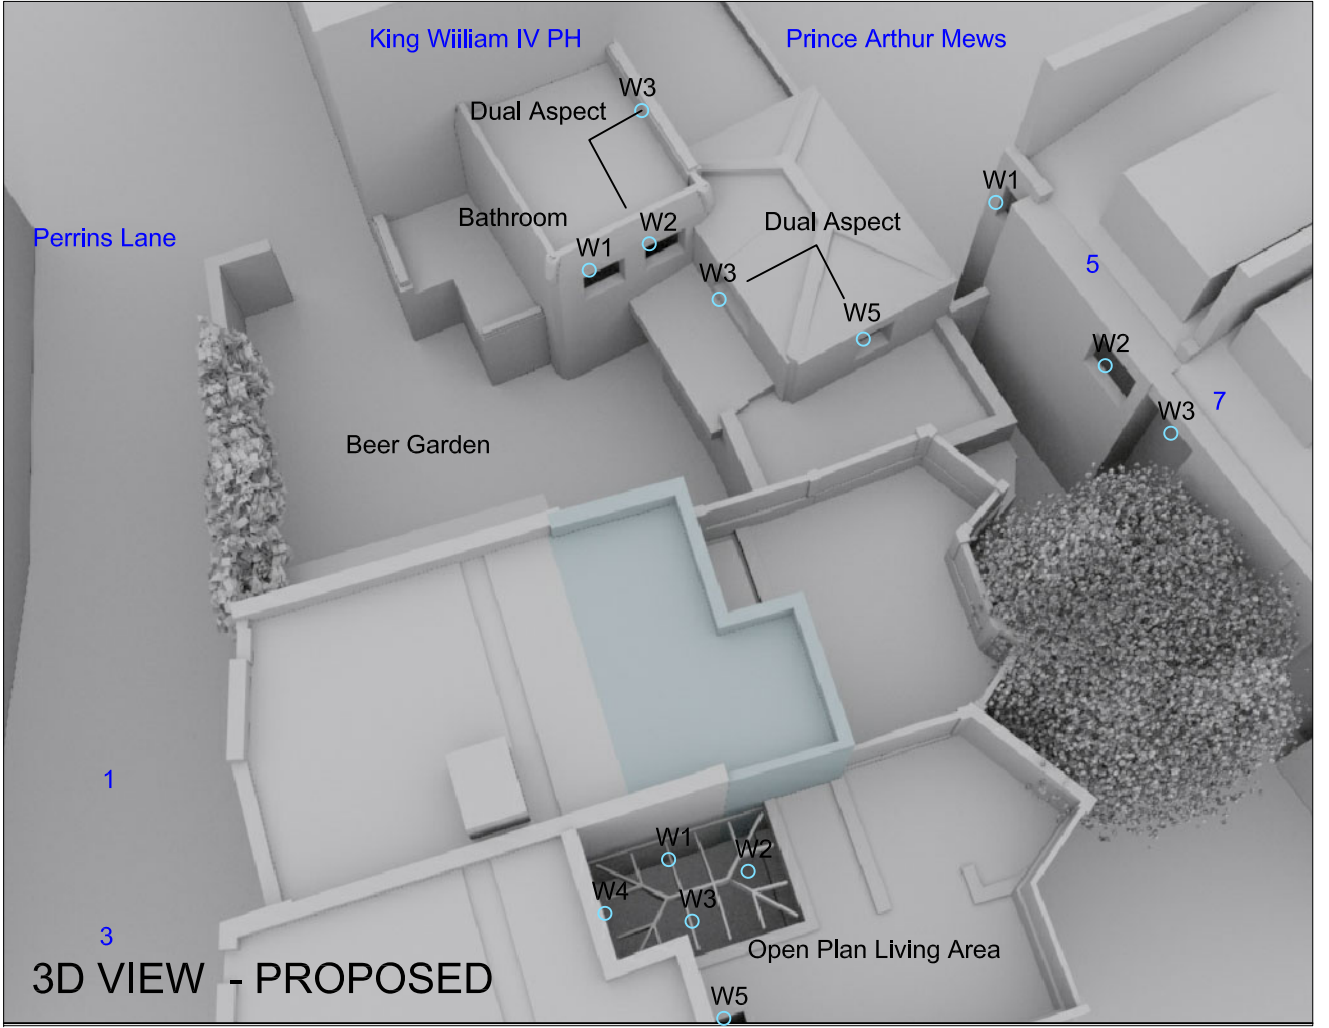 King Wiiliam IV PH
Prince Arthur Mews
W3
Dual Aspect
W1
Bathroom
W2
Dual Aspect
Perrins Lane
W1
W3
5
W5
W2
7
W3
Beer Garden
1
W1
W2
W4
W3
3
Open Plan Living Area
3D VIEW - PROPOSED
W5